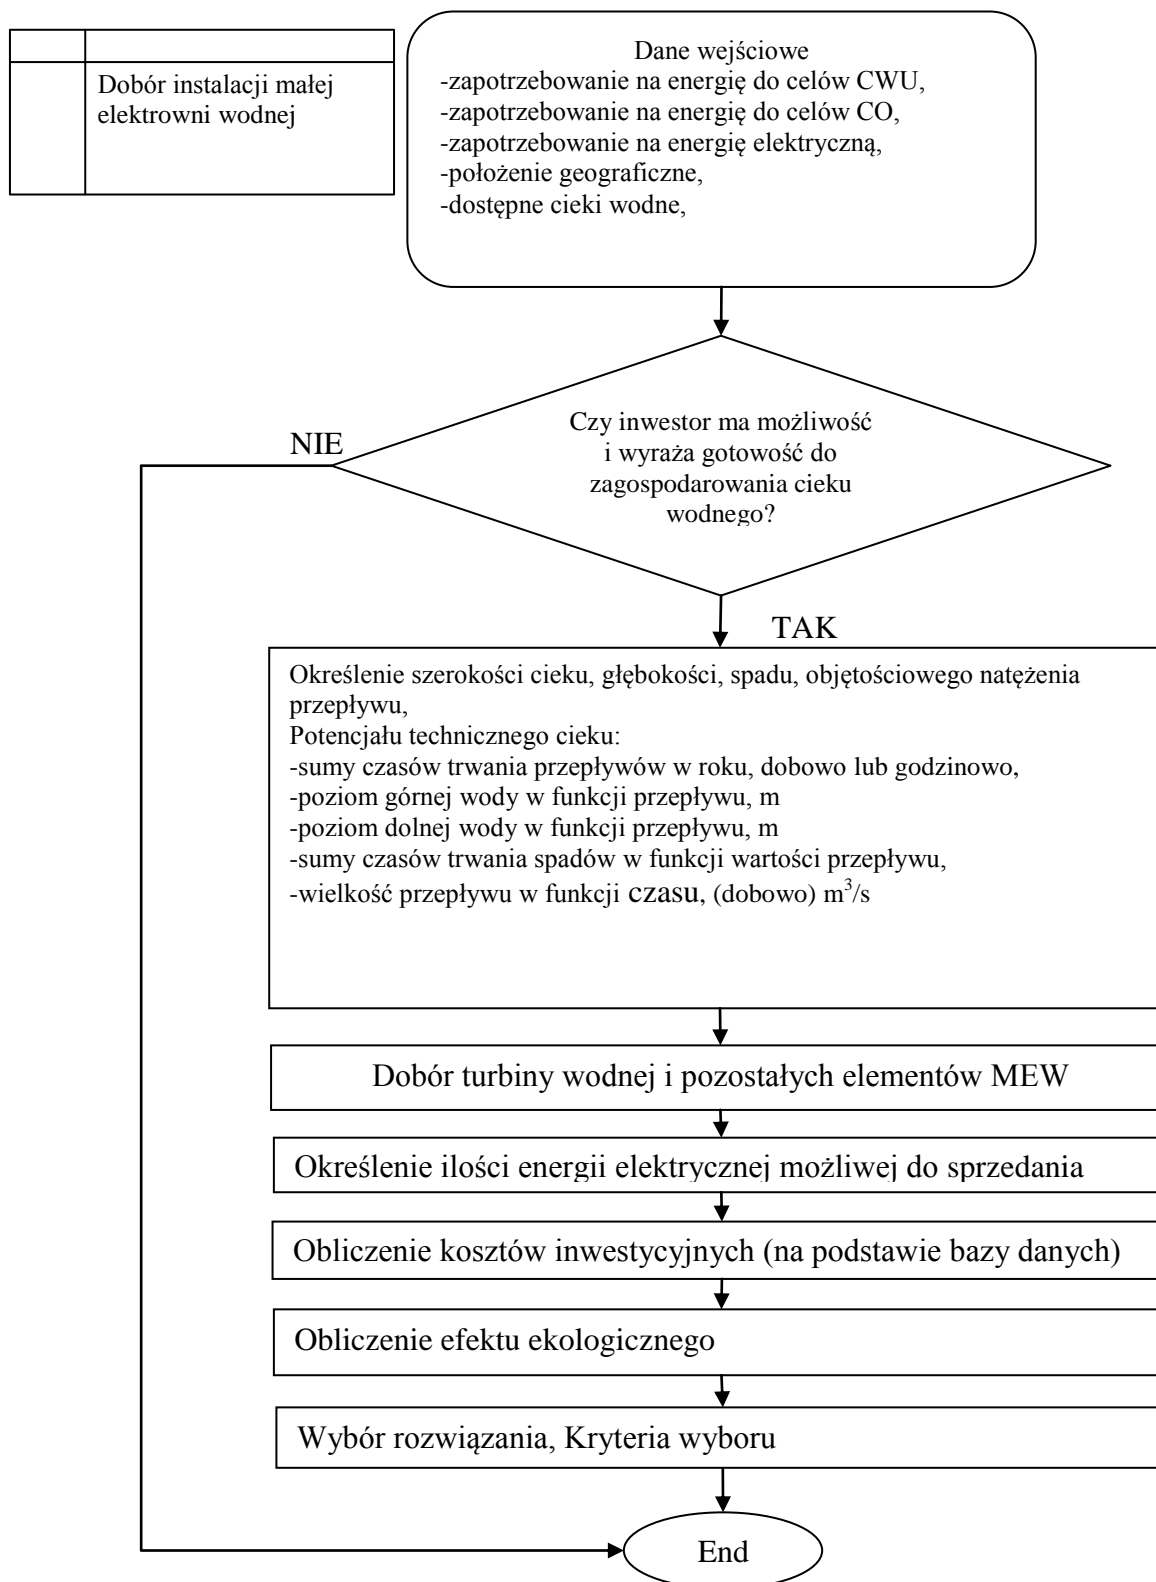 Dobór instalacji małej
elektrowni wodnej
Dane wejściowe
-zapotrzebowanie na energię do celów CWU,
-zapotrzebowanie na energię do celów CO,
-zapotrzebowanie na energię elektryczną,
-położenie geograficzne,
-dostępne cieki wodne,
Czy inwestor ma możliwość
i wyraża gotowość do
zagospodarowania cieku
wodnego?
NIE
TAK
Określenie szerokości cieku, głębokości, spadu, objętościowego natężenia
przepływu,
Potencjału technicznego cieku:
-sumy czasów trwania przepływów w roku, dobowo lub godzinowo,
-poziom górnej wody w funkcji przepływu, m
-poziom dolnej wody w funkcji przepływu, m
-sumy czasów trwania spadów w funkcji wartości przepływu,
-wielkość przepływu w funkcji czasu, (dobowo) m³/s
Dobór turbiny wodnej i pozostałych elementów MEW
Określenie ilości energii elektrycznej możliwej do sprzedania
Obliczenie kosztów inwestycyjnych (na podstawie bazy danych)
Obliczenie efektu ekologicznego
Wybór rozwiązania, Kryteria wyboru
End